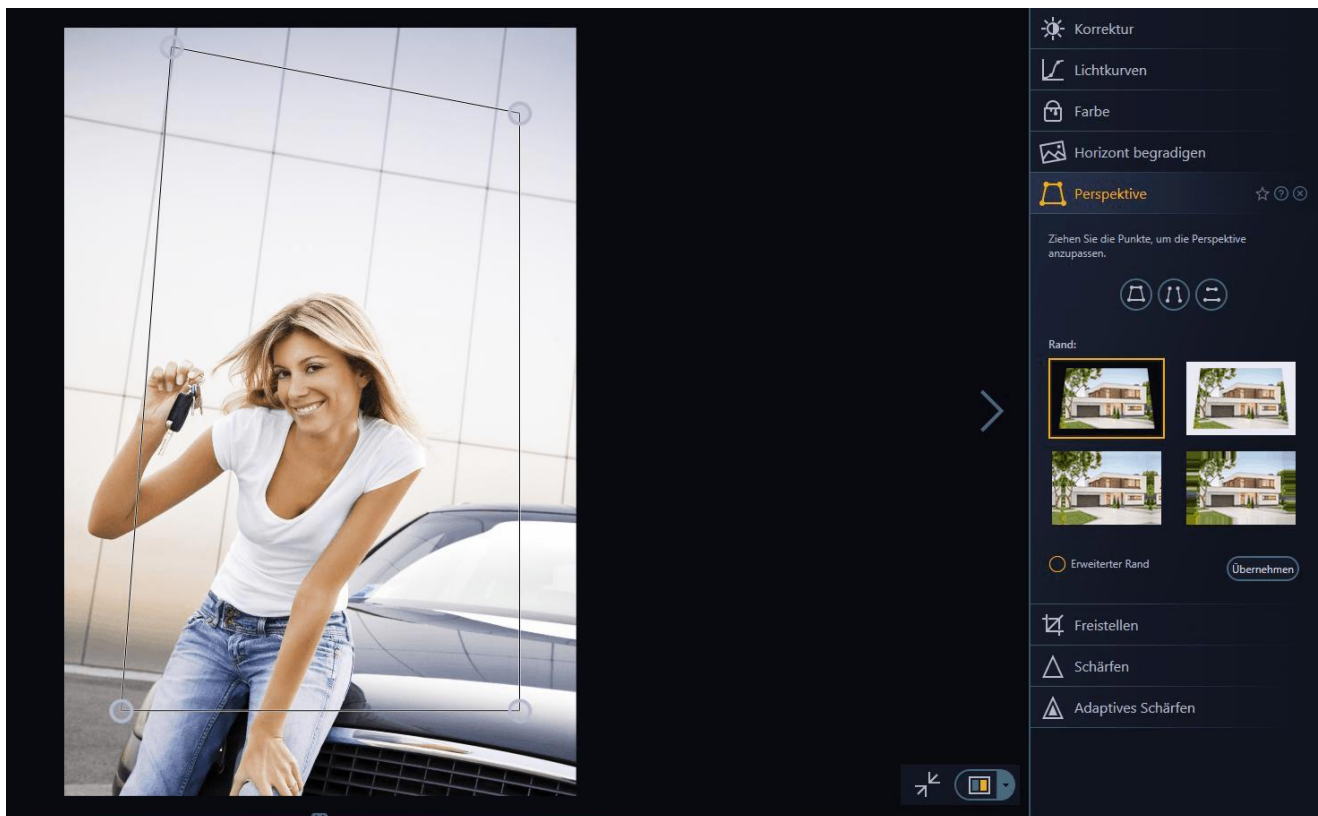 Korrektur
Lichtkurven
Farbe
Horizont begradigen
Perspektive
Ziehen Sie die Punkte, um die Perspektive
anzupassen.
Rand:
Erweiterter Rand
Übernehmen
Freistellen
Schärfen
Adaptives Schärfen